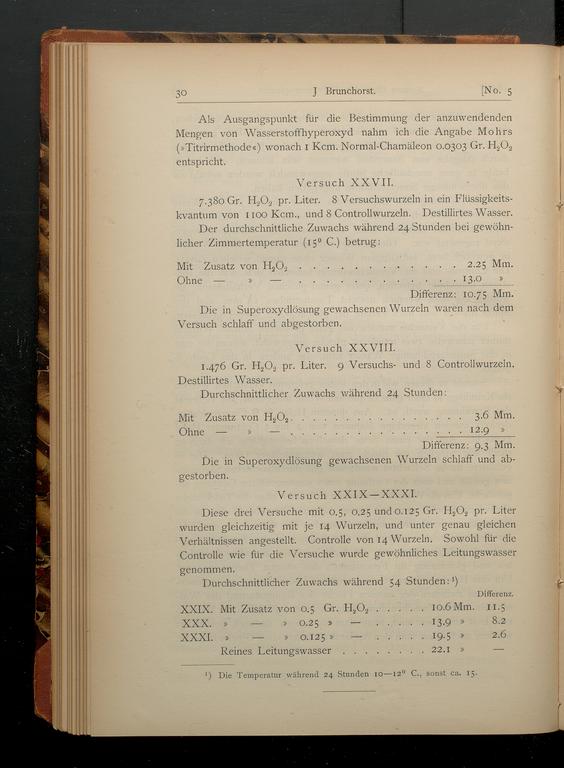 30 J Brunchorst. [No. 5
Als Ausgangspunkt für die Bestimmung der anzuwendenden
Mengen von Wasserstoffhyperoxyd nahm ich die Angabe Mohrs
(»Titrirmethode«) wonach 1 Kcm. Normal-Chamäleon 0.0303 Gr. H₂O₂
entspricht.
Versuch XXVII.
7.380 Gr. H₂O₂ pr. Liter. 8 Versuchswurzeln in ein Flüssigkeits-
kvantum von 1100 Kcm., und 8 Controllwurzeln. Destillirtes Wasser.
Der durchschnittliche Zuwachs während 24 Stunden bei gewöhn-
licher Zimmertemperatur (15⁰ C.) betrug:
Mit Zusatz von H₂O₂ . . . . . . . . . . . . . 2.25 Mm.
Ohne — » — . . . . . . . . . . . . . 13.0 »
Differenz: 10.75 Mm.
Die in Superoxydlösung gewachsenen Wurzeln waren nach dem
Versuch schlaff und abgestorben.
Versuch XXVIII.
1.476 Gr. H₂O₂ pr. Liter. 9 Versuchs- und 8 Controllwurzeln.
Destillirtes Wasser.
Durchschnittlicher Zuwachs während 24 Stunden:
Mit Zusatz von H₂O₂ . . . . . . . . . . . . . . . . 3.6 Mm.
Ohne — » — . . . . . . . . . . . . . . . . 12.9 »
Differenz: 9.3 Mm.
Die in Superoxydlösung gewachsenen Wurzeln schlaff und ab-
gestorben.
Versuch XXIX—XXXI.
Diese drei Versuche mit 0.5, 0,25 und 0.125 Gr. H₂O₂ pr. Liter
wurden gleichzeitig mit je 14 Wurzeln, und unter genau gleichen
Verhältnissen angestellt. Controlle von 14 Wurzeln. Sowohl für die
Controlle wie für die Versuche wurde gewöhnliches Leitungswasser
genommen.
Durchschnittlicher Zuwachs während 54 Stunden:¹)
Differenz.
XXIX. Mit Zusatz von 0.5 Gr. H₂O₂ . . . . . 10.6 Mm. 11.5
XXX. » — » 0.25 » — . . . . . 13.9 » 8.2
XXXI. » — » 0.125 » — . . . . . 19.5 » 2.6
Reines Leitungswasser . . . . . . . . 22.1 » —
¹) Die Temperatur während 24 Stunden 10—12⁰ C., sonst ca. 15.